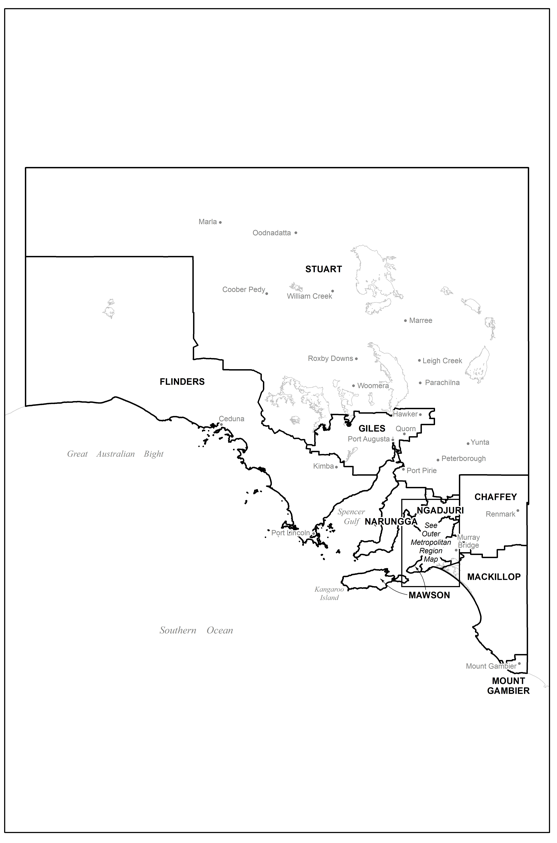 Marla
Oodnadatta
STUART
Coober Pedy
William Creek
Marree
Roxby Downs
Leigh Creek
Woomera
Parachilna
FLINDERS
Hawker
Ceduna
GILES
Quorn
Port Augusta
Yunta
Great Australian Bight
Peterborough
Kimba
Port Pirie
CHAFFEY
Spencer
Gulf
NGADJURI
Renmark
NARUNGGA
See
Outer
Metropolitan
Region
Map
Port Lincoln
Murray
Bridge
MACKILLOP
Kangaroo
Island
MAWSON
Southern Ocean
Mount Gambier
MOUNT
GAMBIER